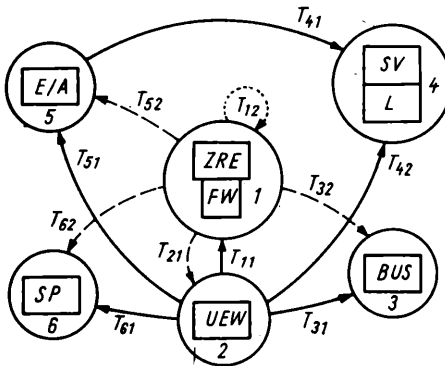 T41
E/A
5
SV
L
4
T52
T12
T51
ZRE
FW
1
T42
T62
T32
T21
T11
SP
6
BUS
3
UEW
2
T61
T31